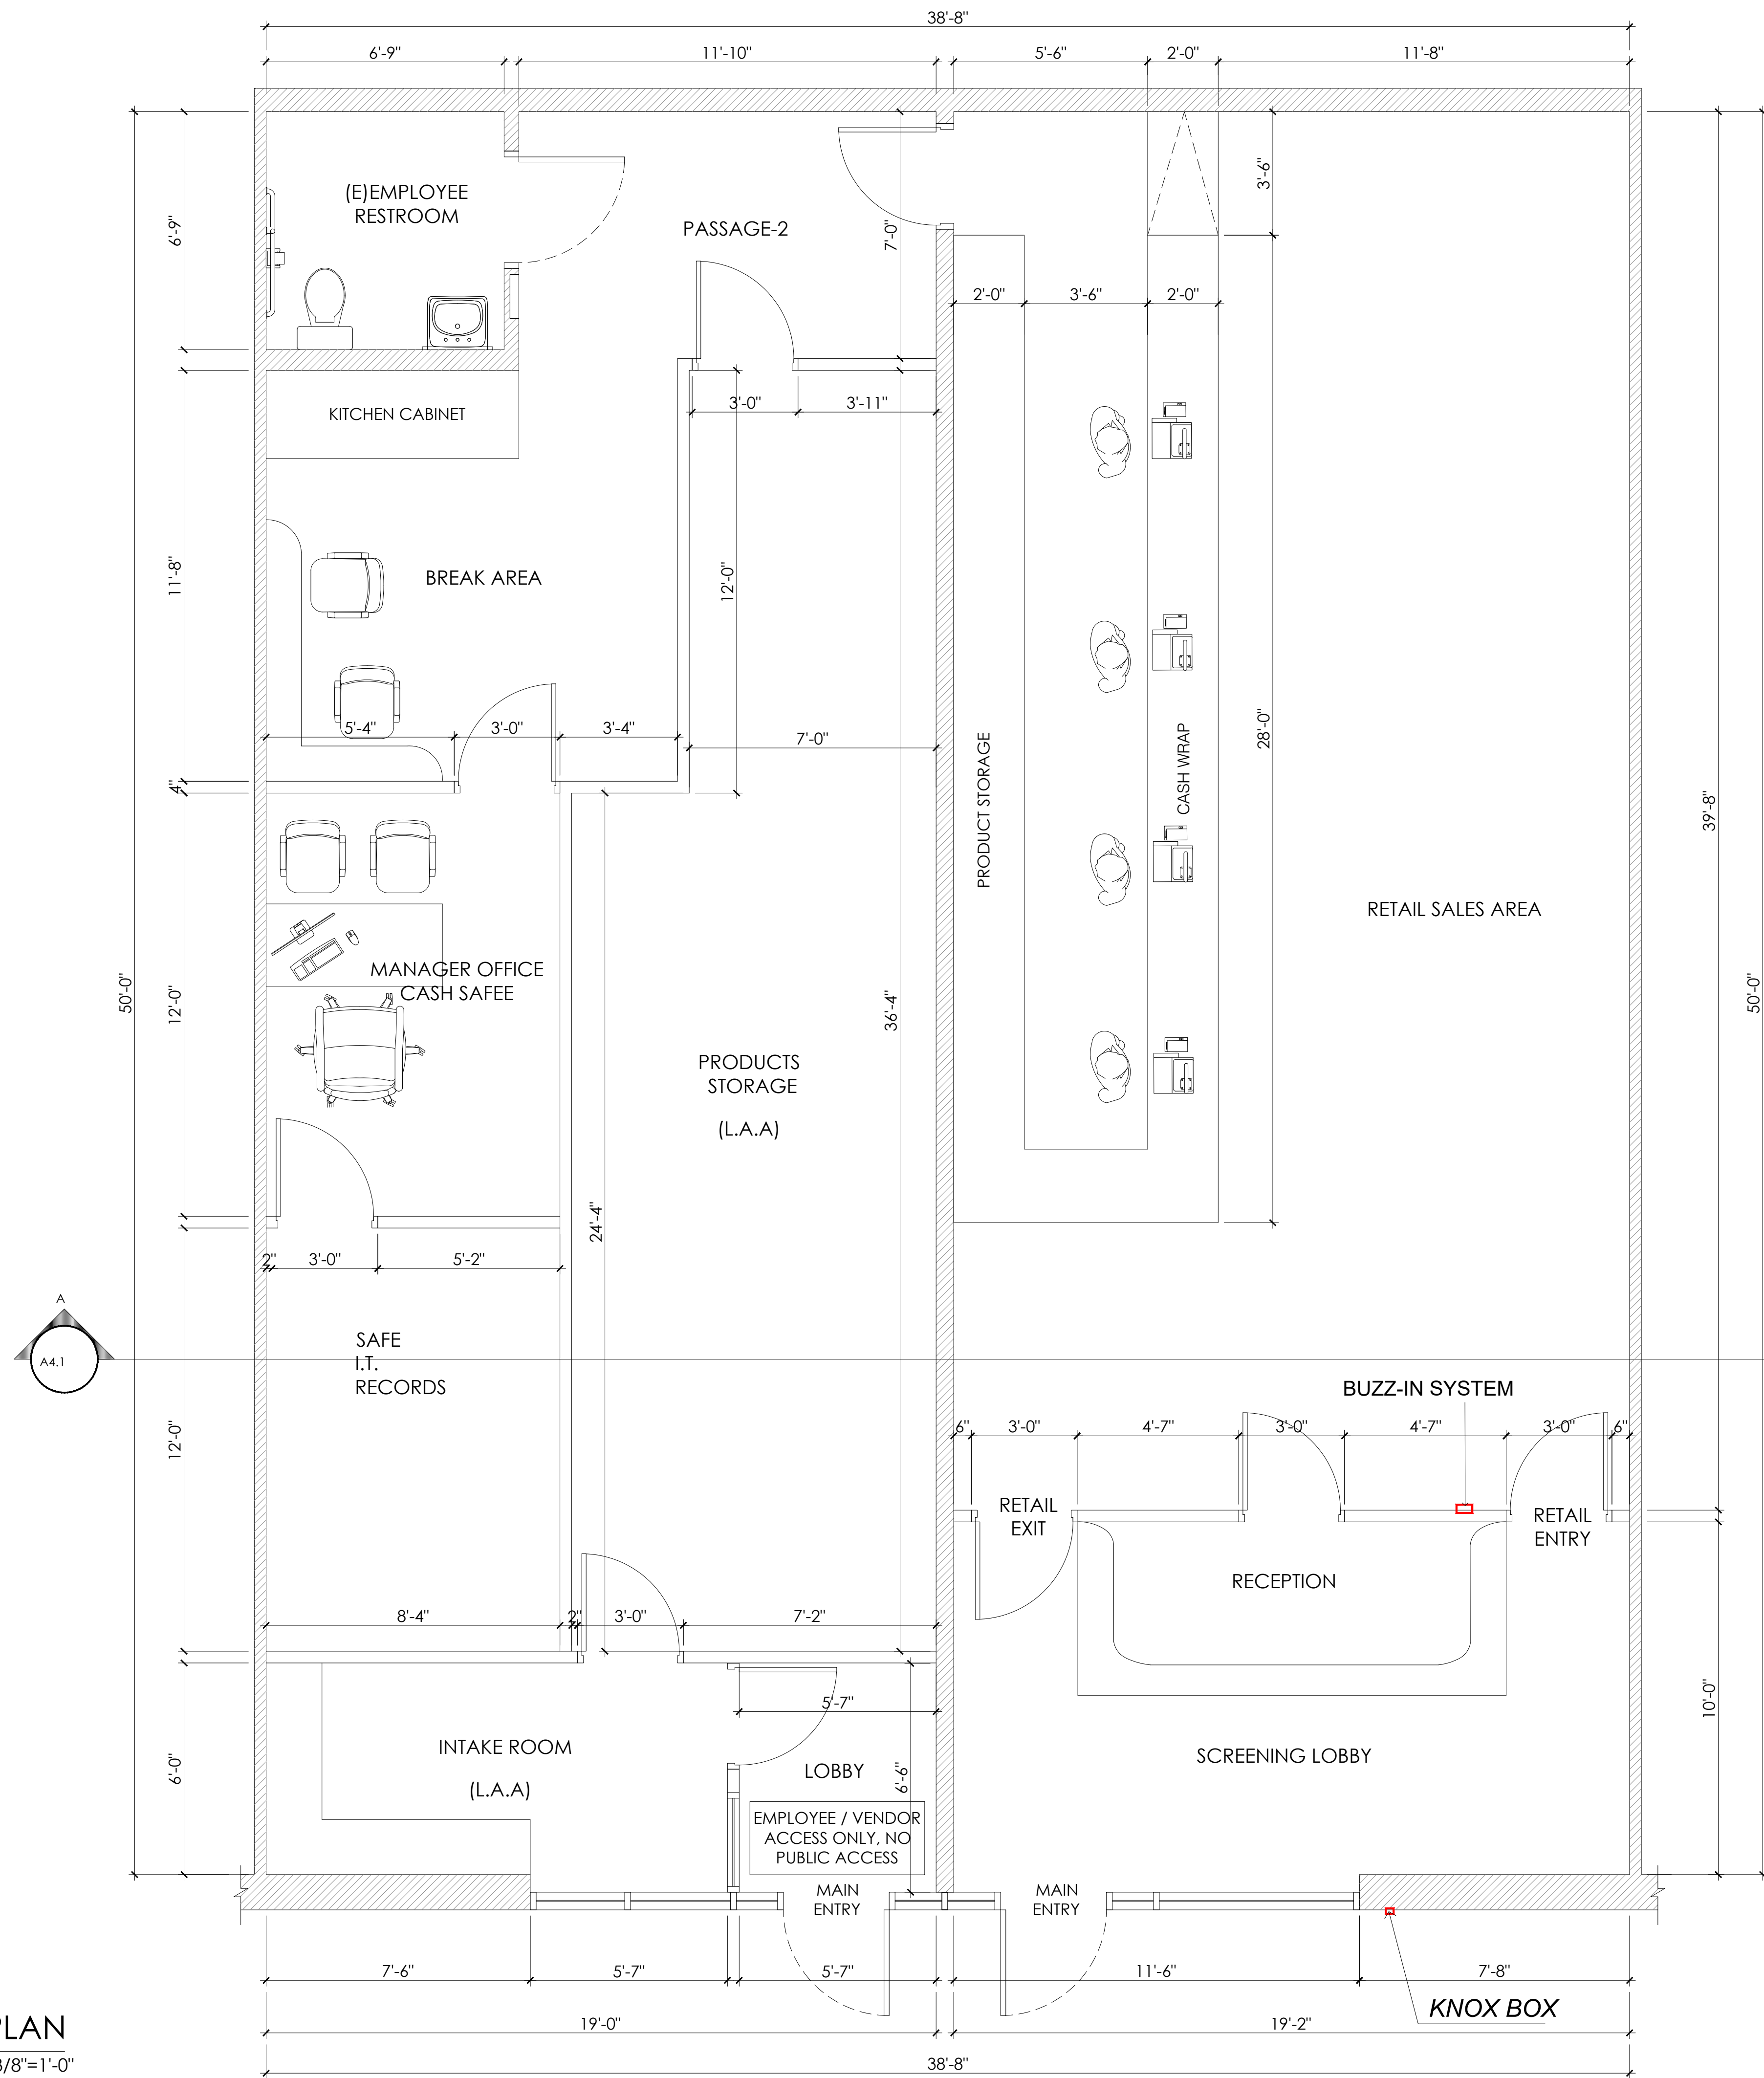 38'-8"
6'-9"
11'-10"
5'-6"
2'-0"
11'-8"
(E)EMPLOYEE
RESTROOM
6'-9"
PASSAGE-2
7'-0"
3'-6"
2'-0"
3'-6"
2'-0"
KITCHEN CABINET
3'-0"
3'-11"
BREAK AREA
11'-8"
12'-0"
5'-4"
3'-0"
3'-4"
7'-0"
4"
PRODUCT STORAGE
CASH WRAP
28'-0"
39'-8"
RETAIL SALES AREA
50'-0"
12'-0"
MANAGER OFFICE
CASH SAFEE
36'-4"
50'-0"
PRODUCTS
STORAGE
(L.A.A)
24'-4"
2"
3'-0"
5'-2"
A
A4.1
SAFE
I.T.
RECORDS
12'-0"
BUZZ-IN SYSTEM
6"
3'-0"
4'-7"
3'-0"
4'-7"
3'-0"
6"
RETAIL
EXIT
RETAIL
ENTRY
RECEPTION
8'-4"
2"
3'-0"
7'-2"
5'-7"
10'-0"
INTAKE ROOM
(L.A.A)
6'-0"
LOBBY
6'-6"
SCREENING LOBBY
EMPLOYEE / VENDOR
ACCESS ONLY, NO
PUBLIC ACCESS
MAIN
ENTRY
MAIN
ENTRY
7'-6"
5'-7"
5'-7"
11'-6"
7'-8"
KNOX BOX
19'-0"
19'-2"
38'-8"
PLAN
3/8"=1'-0"